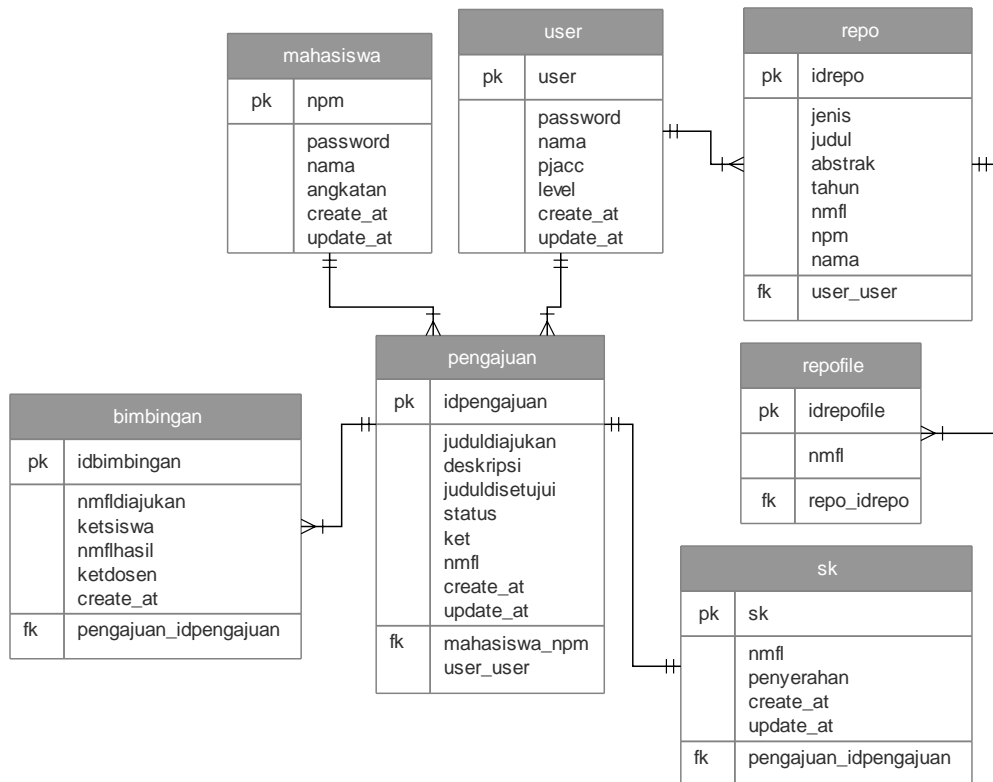 mahasiswa
pk npm
password
nama
angkatan
create_at
update_at
user
pk user
password
nama
pjacc
level
create_at
update_at
repo
pk idrepo
jenis
judul
abstrak
tahun
nmfl
npm
nama
fk user_user
bimbingan
pk idbimbingan
nmfldiajukan
ketsiswa
nmflhasil
ketdosen
create_at
fk pengajuan_idpengajuan
pengajuan
pk idpengajuan
juduldiajukan
deskripsi
juduldisetujui
status
ket
nmfl
create_at
update_at
fk mahasiswa_npm
user_user
repofile
pk idrepofile
nmfl
fk repo_idrepo
sk
pk sk
nmfl
penyerahan
create_at
update_at
fk pengajuan_idpengajuan